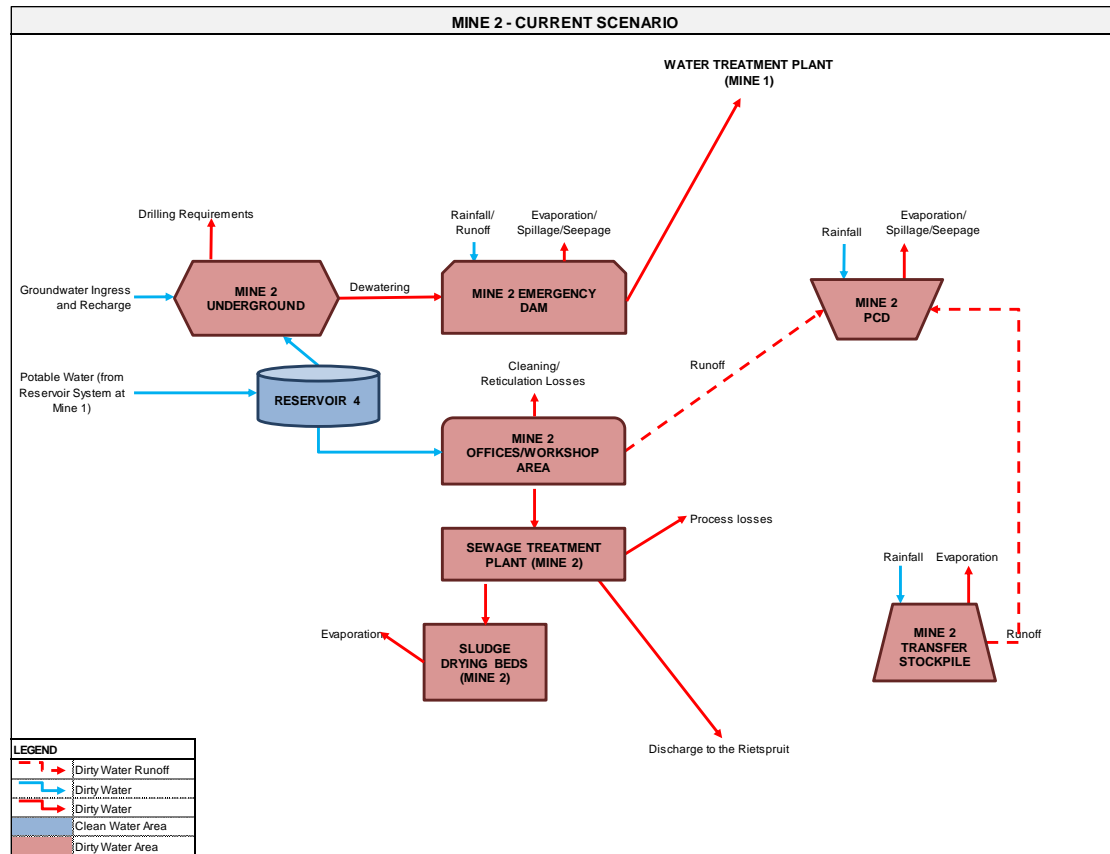 MINE 2 - CURRENT SCENARIO
WATER TREATMENT PLANT
(MINE 1)
Drilling Requirements
Rainfall/
Runoff
Evaporation/
Spillage/Seepage
Rainfall
Evaporation/
Spillage/Seepage
Groundwater Ingress
and Recharge
MINE 2
UNDERGROUND
Dewatering
MINE 2 EMERGENCY
DAM
MINE 2
PCD
Potable Water (from
Reservoir System at
Mine 1)
RESERVOIR 4
Cleaning/
Reticulation Losses
Runoff
MINE 2
OFFICES/WORKSHOP
AREA
Process losses
SEWAGE TREATMENT
PLANT (MINE 2)
Rainfall
Evaporation
Evaporation
SLUDGE
DRYING BEDS
(MINE 2)
MINE 2
TRANSFER
STOCKPILE
Runoff
Discharge to the Rietspruit
LEGEND
Dirty Water Runoff
Dirty Water
Dirty Water
Clean Water Area
Dirty Water Area